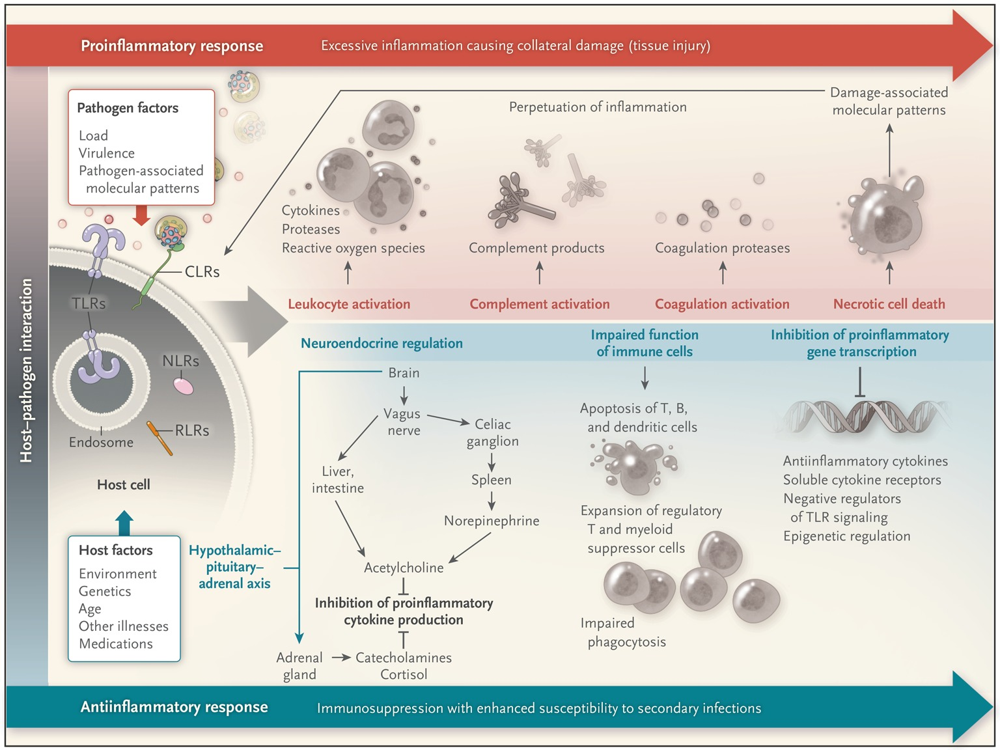 Proinflammatory response
Excessive inflammation causing collateral damage (tissue injury)
Host–pathogen interaction
Pathogen factors
Load
Virulence
Pathogen-associated
molecular patterns
Damage-associated
molecular patterns
Perpetuation of inflammation
Cytokines
Proteases
Reactive oxygen species
Complement products
Coagulation proteases
CLRs
TLRs
Leukocyte activation
Complement activation
Coagulation activation
Necrotic cell death
Neuroendocrine regulation
Impaired function
of immune cells
Inhibition of proinflammatory
gene transcription
NLRs
RLRs
Endosome
Host cell
Host factors
Environment
Genetics
Age
Other illnesses
Medications
Hypothalamic–
pituitary–
adrenal axis
Brain
Vagus
nerve
Celiac
ganglion
Liver,
intestine
Spleen
Norepinephrine
Acetylcholine
Inhibition of proinflammatory
cytokine production
Adrenal
gland
Catecholamines
Cortisol
Apoptosis of T, B,
and dendritic cells
Expansion of regulatory
T and myeloid
suppressor cells
Impaired
phagocytosis
Antiinflammatory cytokines
Soluble cytokine receptors
Negative regulators
of TLR signaling
Epigenetic regulation
Antiinflammatory response
Immunosuppression with enhanced susceptibility to secondary infections